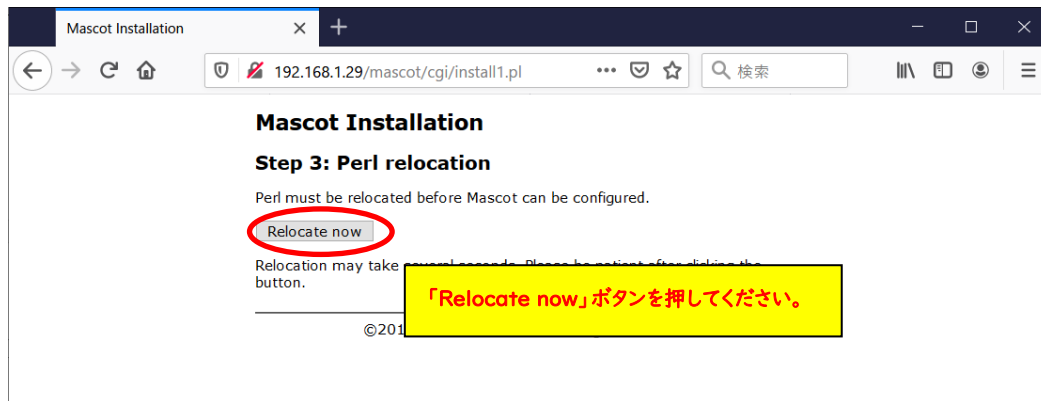 Mascot Installation
192.168.1.29/mascot/cgi/install1.pl
検索
Mascot Installation
Step 3: Perl relocation
Perl must be relocated before Mascot can be configured.
Relocate now
Relocation may take
button.
「Relocate now」ボタンを押してください。
©201